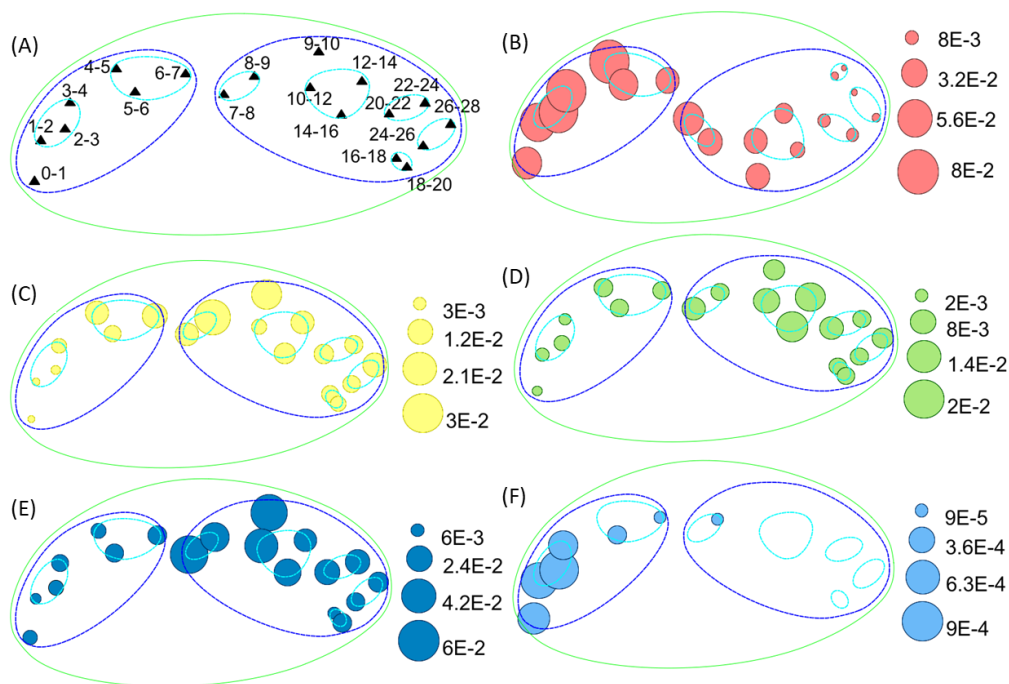 (A)
9-10
4-5
6-7
8-9
12-14
3-4
5-6
10-12
22-24
20-22
26-28
1-2
2-3
7-8
14-16
24-26
16-18
0-1
18-20
(B)
8E-3
3.2E-2
5.6E-2
8E-2
(C)
3E-3
1.2E-2
2.1E-2
3E-2
(D)
2E-3
8E-3
1.4E-2
2E-2
(E)
6E-3
2.4E-2
4.2E-2
6E-2
(F)
9E-5
3.6E-4
6.3E-4
9E-4